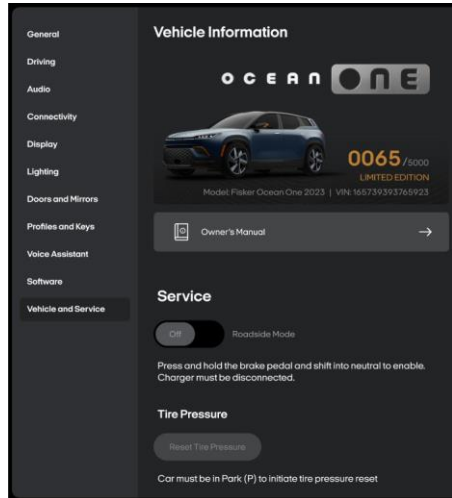 General
Driving
Audio
Connectivity
Display
Lighting
Doors and Mirrors
Profiles and Keys
Voice Assistant
Software
Vehicle and Service
Vehicle Information
OCEAN ONE
0065/5000
LIMITED EDITION
Model: Fisker Ocean One 2023 | VIN: 165739393765923
Owner's Manual
Service
Off Roadside Mode
Press and hold the brake pedal and shift into neutral to enable.
Charger must be disconnected.
Tire Pressure
Reset Tire Pressure
Car must be in Park (P) to initiate tire pressure reset